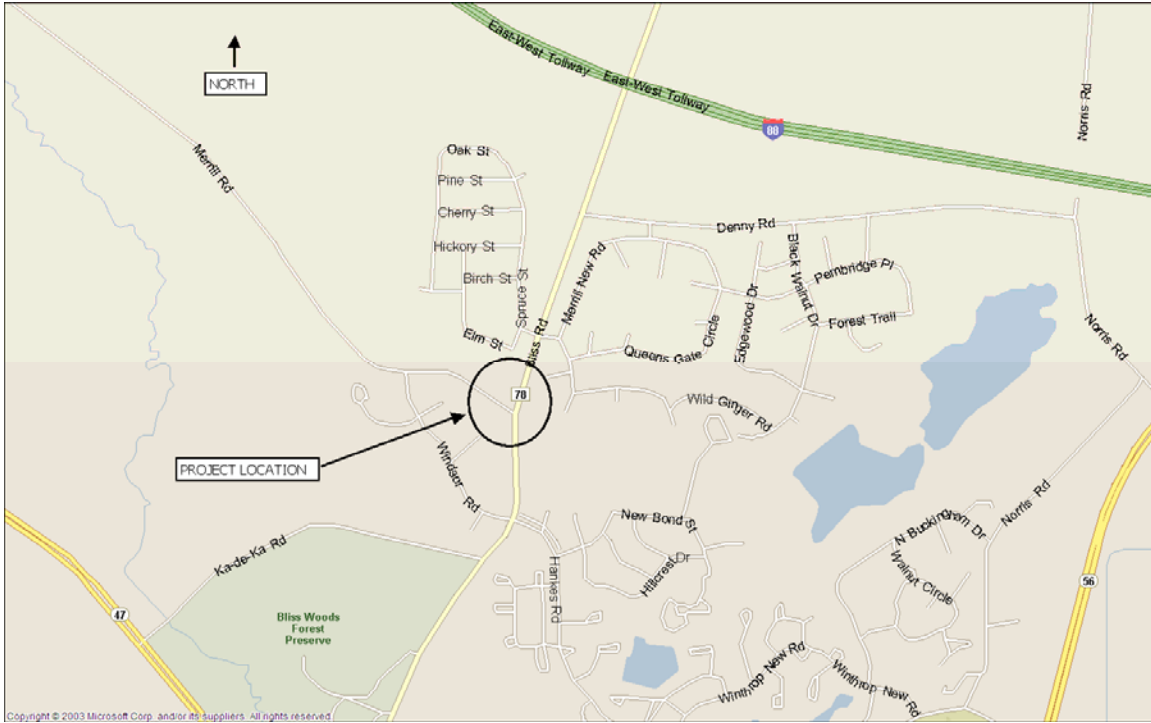 East-West Tollway
East-West Tollway
NORTH
88
Norris Rd
Merrill Rd
Oak St
Pine St
Cherry St
Hickory St
Birch St
Spruce St
Elm St
Bliss Rd
Merrill New Rd
Denny Rd
Black Walnut Dr
Pembridge Pl
Forest Trail
Edgewood Dr
Queens Gate Circle
Norris Rd
78
Wild Ginger Rd
PROJECT LOCATION
Windsor Rd
New Bond St
N Buckingham Dr
Norris Rd
Ka-de-Ka Rd
Hankes Rd
Hillcrest Dr
Walnut Circle
56
47
Bliss Woods
Forest
Preserve
Winthrop New Rd
Winthrop New Rd
Copyright © 2003 Microsoft Corp. and/or its suppliers. All rights reserved.